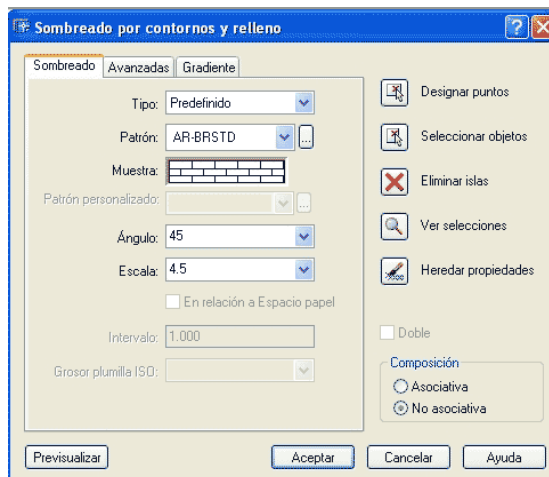 Sombreado por contornos y relleno
Sombreado Avanzadas Gradiente
Tipo: Predefinido
Patrón: AR-BRSTD ...
Muestra:
Patrón personalizado: ...
Ángulo: 45
Escala: 4.5
En relación a Espacio papel
Intervalo: 1.000
Grosor plumilla ISO:
Designar puntos
Seleccionar objetos
Eliminar islas
Ver selecciones
Heredar propiedades
Doble
Composición
Asociativa
No asociativa
Previsualizar Aceptar Cancelar Ayuda